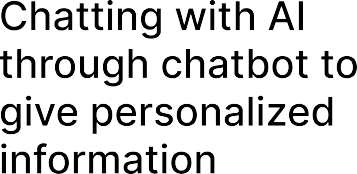 Chatting with AI
through chatbot to
give personalized
information